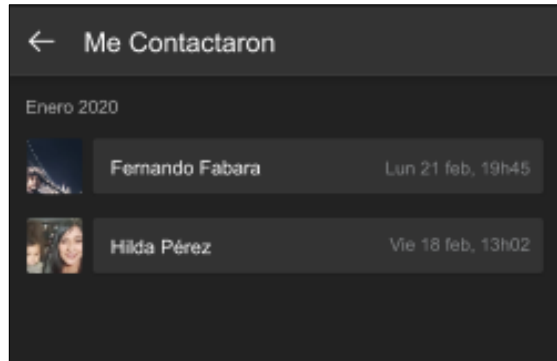 Me Contactaron
Enero 2020
Fernando Fabara Lun 21 feb, 19h45
Hilda Pérez Vie 18 feb, 13h02